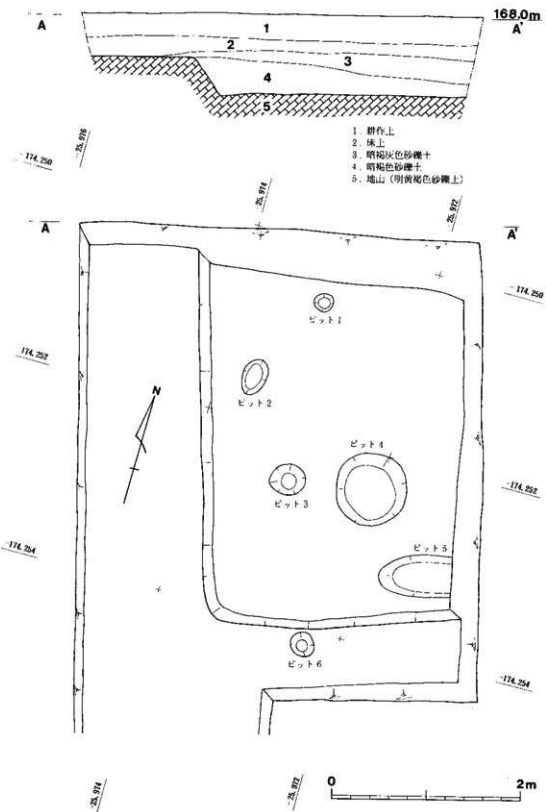 A
168.0m
A'
1
2
3
4
5
1. 耕作土
2. 床土
3. 暗褐灰色砂礫土
4. 暗褐色砂礫土
5. 地山（明黄褐色砂礫土）
-25,976
-174,250
-25,974
-25,972
A
A'
ピット1
-174,250
174,252
ピット2
N
ピット4
ピット3
-174,252
-174,254
ピット5
ピット6
-174,254
-25,974
-25,972
0
2m